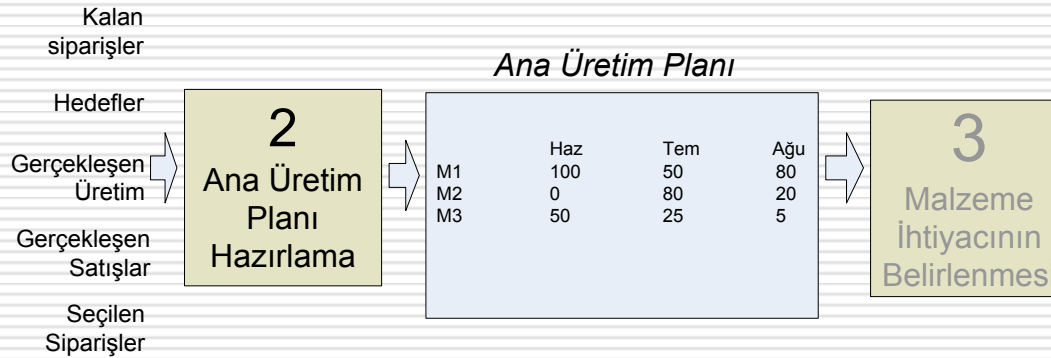 Kalan
siparişler
Hedefler
Gerçekleşen
Üretim
Gerçekleşen
Satışlar
Seçilen
Siparişler
2
Ana Üretim
Planı
Hazırlama
Ana Üretim Planı
Haz Tem Ağu
M1 100 50 80
M2 0 80 20
M3 50 25 5
3
Malzeme
İhtiyacının
Belirlenmes